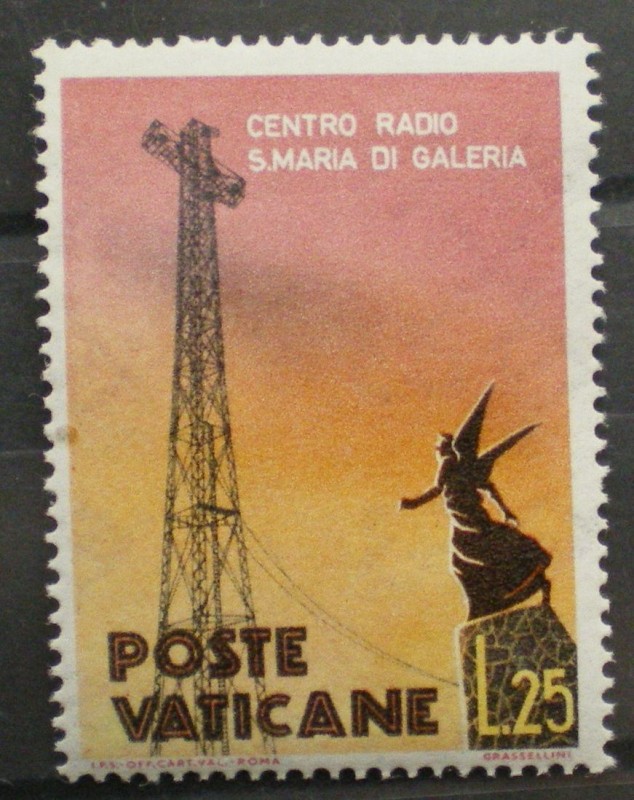 CENTRO RADIO
S.MARIA DI GALERIA
POSTE
VATICANE
L.25
I.P.S.-OFF.CART.VAL.-ROMA
GRASSELLINI